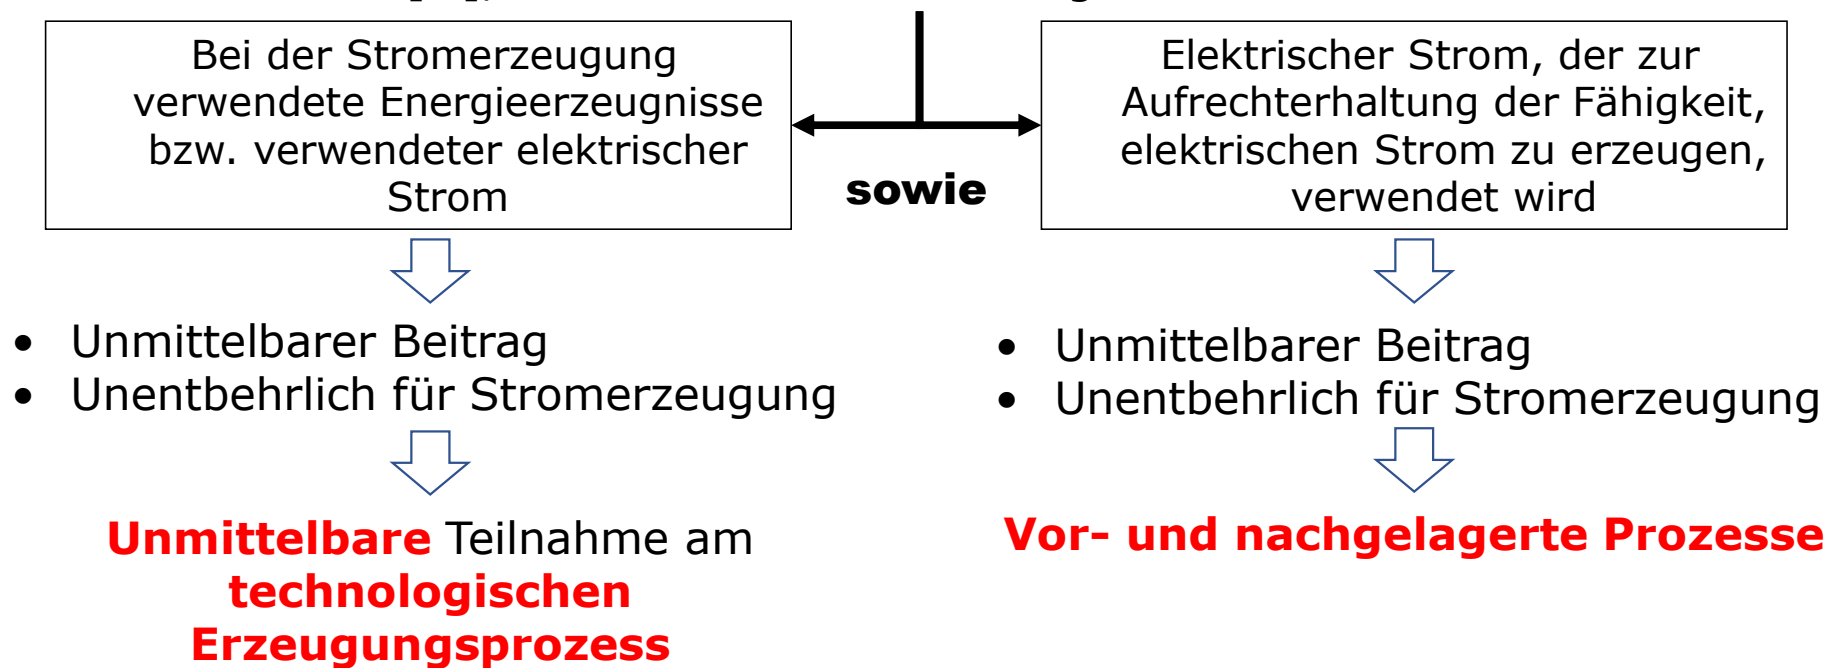 Bei der Stromerzeugung
verwendete Energieerzeugnisse
bzw. verwendeter elektrischer
Strom
sowie
Elektrischer Strom, der zur
Aufrechterhaltung der Fähigkeit,
elektrischen Strom zu erzeugen,
verwendet wird
• Unmittelbarer Beitrag
• Unentbehrlich für Stromerzeugung
• Unmittelbarer Beitrag
• Unentbehrlich für Stromerzeugung
Unmittelbare Teilnahme am
technologischen
Erzeugungsprozess
Vor- und nachgelagerte Prozesse